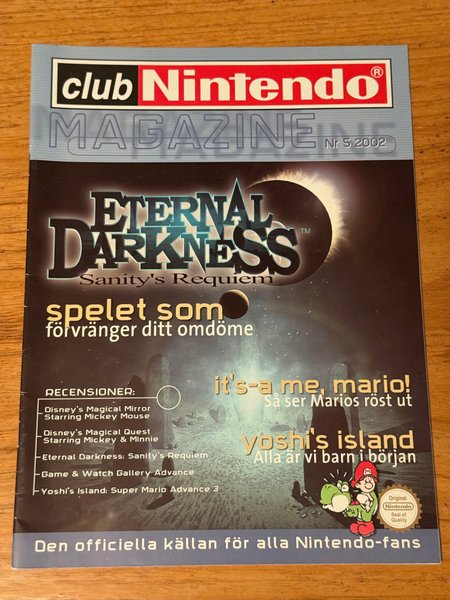 club Nintendo®
MAGAZINE
Nr 5 2002
ETERNAL
DARKNESS™
Sanity's Requiem
spelet som
förvränger ditt omdöme
RECENSIONER:
Disney's Magical Mirror
Starring Mickey Mouse
Disney's Magical Quest
Starring Mickey & Minnie
Eternal Darkness: Sanity's Requiem
Game & Watch Gallery Advance
Yoshi's Island: Super Mario Advance 3
it's-a me, mario!
Så ser Marios röst ut
yoshi's island
Alla är vi barn i början
Original
Nintendo
Seal of
Quality
Den officiella källan för alla Nintendo-fans